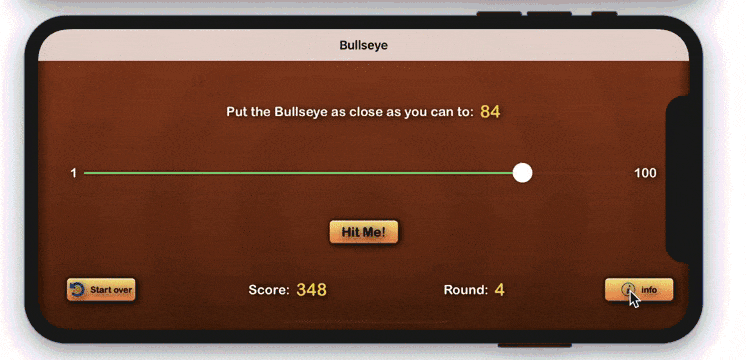 Bullseye
Put the Bullseye as close as you can to: 84
1 100
Hit Me!
Start over Score: 348 Round: 4 info